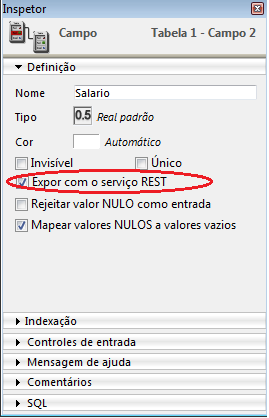 Inspetor
Campo Tabela 1 - Campo 2
Definição
Nome Salario
Tipo 0.5 Real padrão
Cor Automático
Invisível Único
Expor com o serviço REST
Rejeitar valor NULO como entrada
Mapear valores NULOS a valores vazios
Indexação
Controles de entrada
Mensagem de ajuda
Comentários
SQL